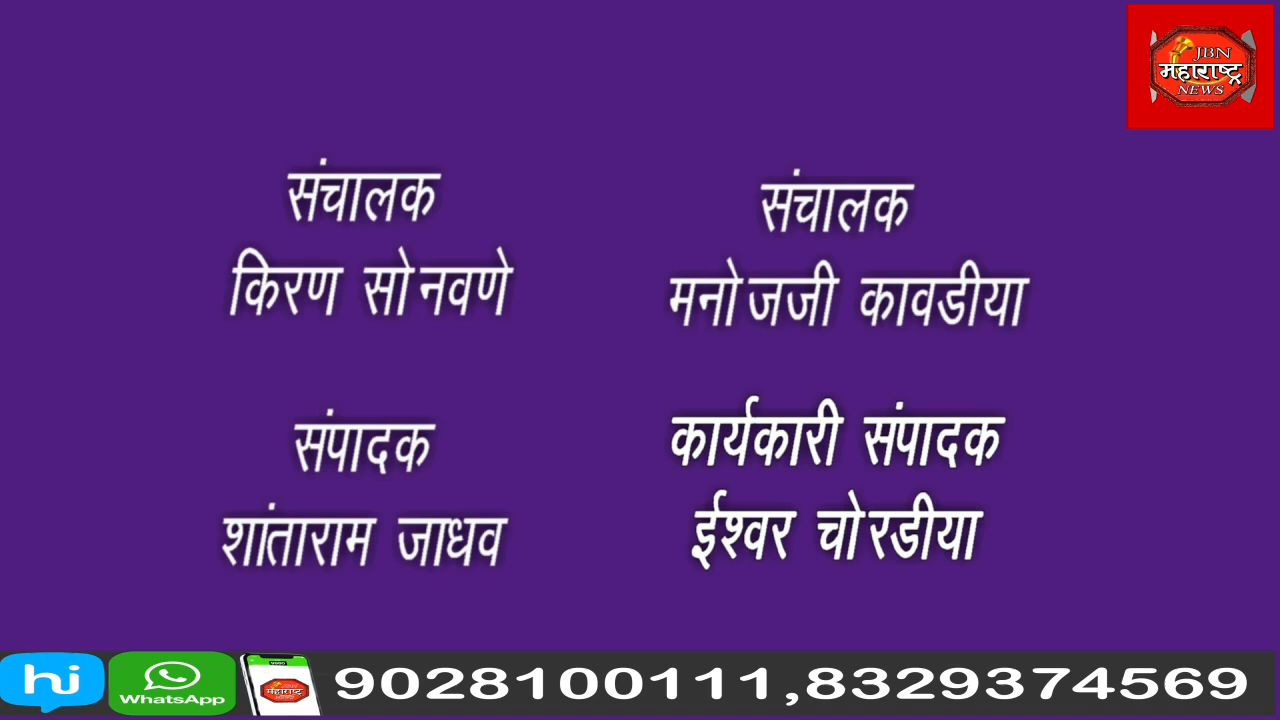 JBN
महाराष्ट्र
NEWS
संचालक
किरण सोनवणे
संचालक
मनोजजी कावडीया
संपादक
शांताराम जाधव
कार्यकारी संपादक
ईश्वर चोरडीया
hi
WhatsApp
महाराष्ट्र
9028100111,8329374569